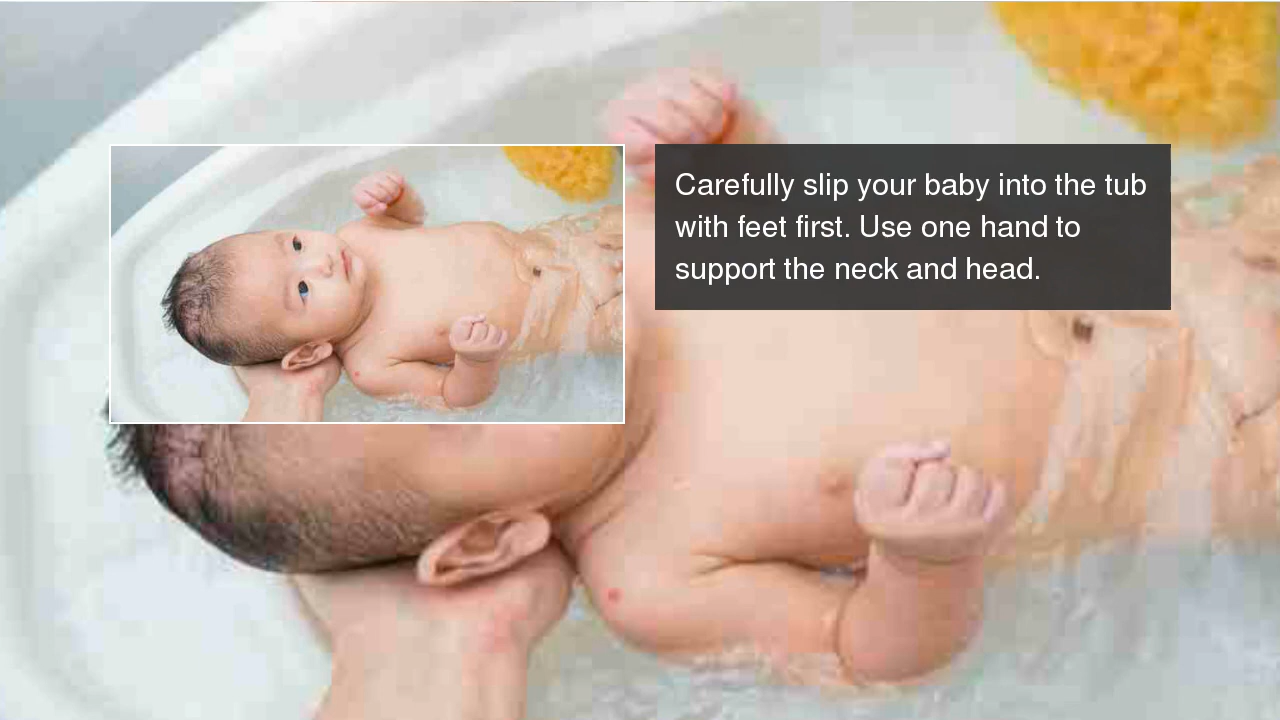 Carefully slip your baby into the tub
with feet first. Use one hand to
support the neck and head.